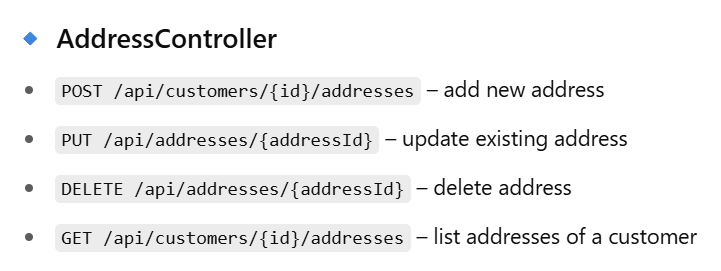 AddressController
POST /api/customers/{id}/addresses – add new address
PUT /api/addresses/{addressId} – update existing address
DELETE /api/addresses/{addressId} – delete address
GET /api/customers/{id}/addresses – list addresses of a customer